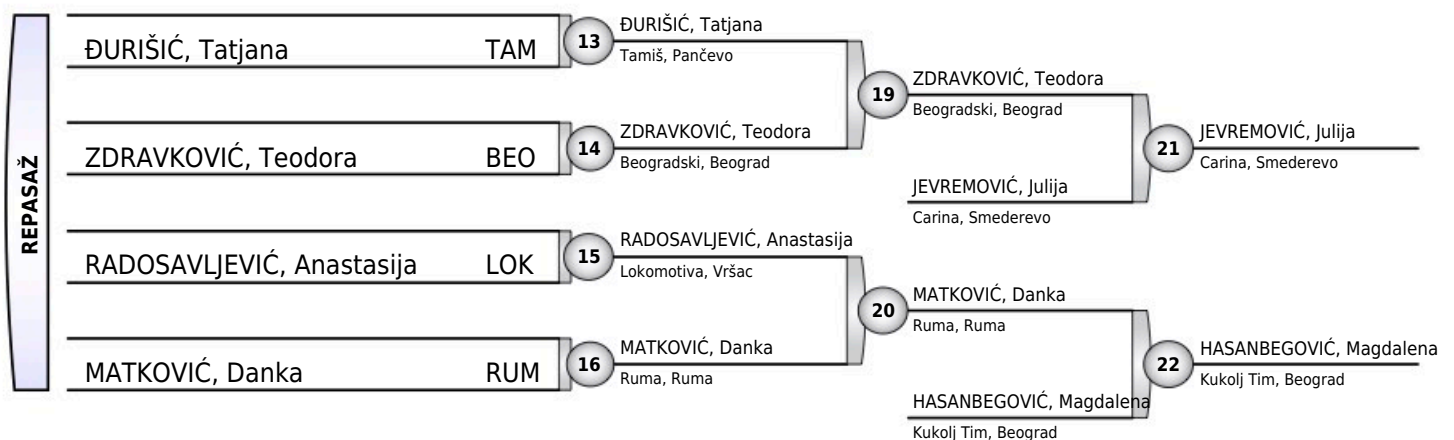 REPASAŽ
ĐURIŠIĆ, Tatjana TAM
13
ĐURIŠIĆ, Tatjana
Tamiš, Pančevo
ZDRAVKOVIĆ, Teodora BEO
14
ZDRAVKOVIĆ, Teodora
Beogradski, Beograd
RADOSAVLJEVIĆ, Anastasija LOK
15
RADOSAVLJEVIĆ, Anastasija
Lokomotiva, Vršac
MATKOVIĆ, Danka RUM
16
MATKOVIĆ, Danka
Ruma, Ruma
19
ZDRAVKOVIĆ, Teodora
Beogradski, Beograd
JEVREMOVIĆ, Julija
Carina, Smederevo
20
MATKOVIĆ, Danka
Ruma, Ruma
HASANBEGOVIĆ, Magdalena
Kukolj Tim, Beograd
21
JEVREMOVIĆ, Julija
Carina, Smederevo
22
HASANBEGOVIĆ, Magdalena
Kukolj Tim, Beograd